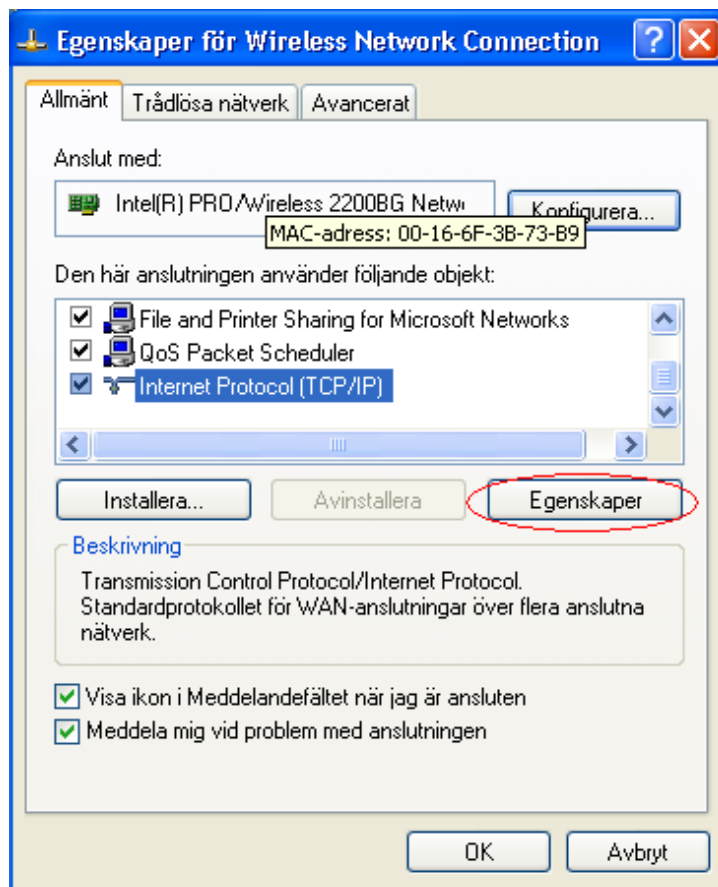 Egenskaper för Wireless Network Connection
Allmänt Trådlösa nätverk Avancerat
Anslut med:
Intel(R) PRO/Wireless 2200BG Netw
Konfigurera...
MAC-adress: 00-16-6F-3B-73-B9
Den här anslutningen använder följande objekt:
File and Printer Sharing for Microsoft Networks
QoS Packet Scheduler
Internet Protocol (TCP/IP)
Installera... Avinstallera Egenskaper
Beskrivning
Transmission Control Protocol/Internet Protocol.
Standardprotokollet för WAN-anslutningar över flera anslutna
nätverk.
Visa ikon i Meddelandefältet när jag är ansluten
Meddela mig vid problem med anslutningen
OK Avbryt